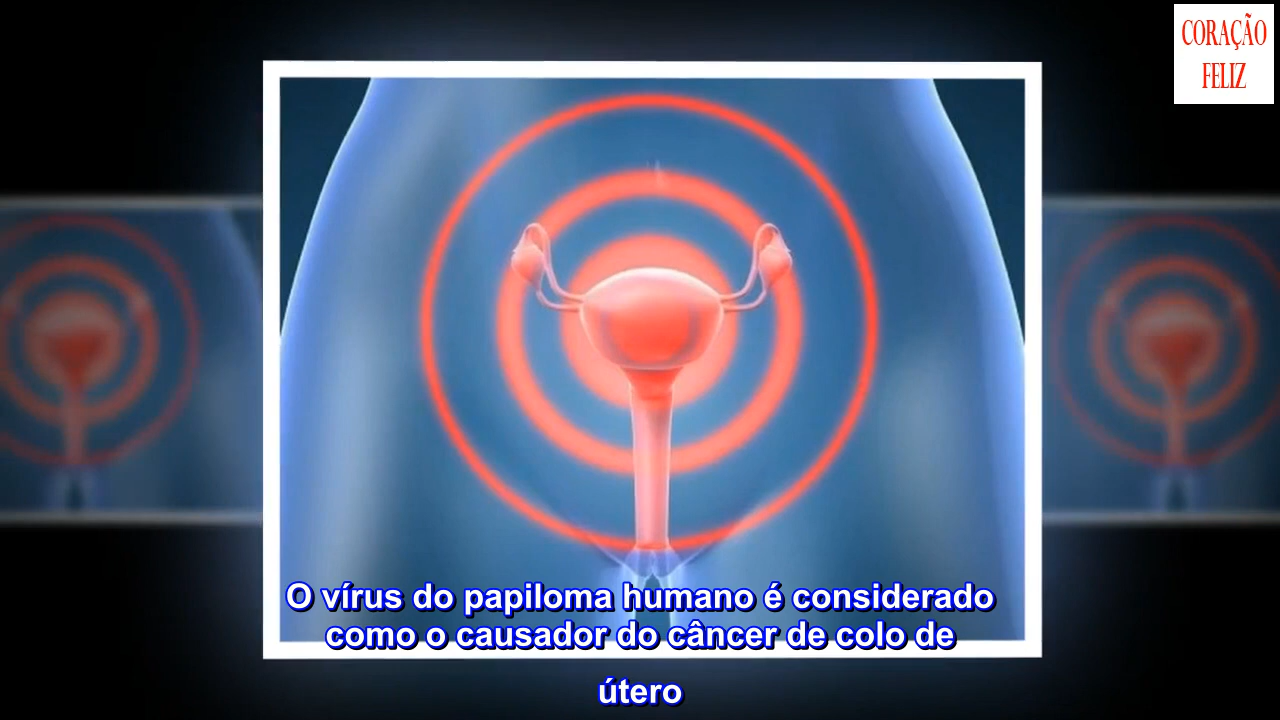 CORAÇÃO
FELIZ
O vírus do papiloma humano é considerado
como o causador do câncer de colo de
útero